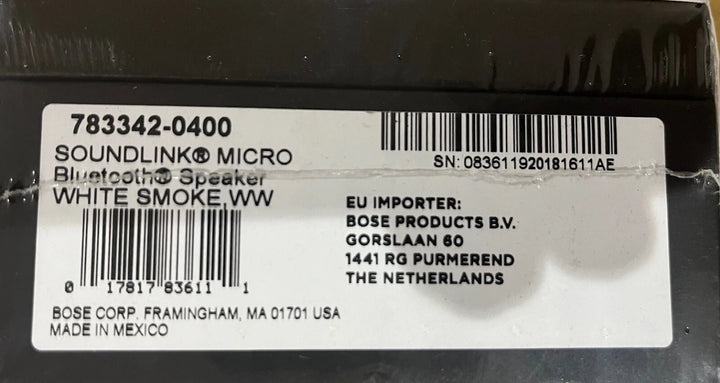 783342-0400
SOUNDLINK® MICRO
Bluetooth® Speaker
WHITE SMOKE,WW
0 17817 83611 1
BOSE CORP. FRAMINGHAM, MA 01701 USA
MADE IN MEXICO
SN: 083611920181611AE
EU IMPORTER:
BOSE PRODUCTS B.V.
GORSLAAN 60
1441 RG PURMEREND
THE NETHERLANDS